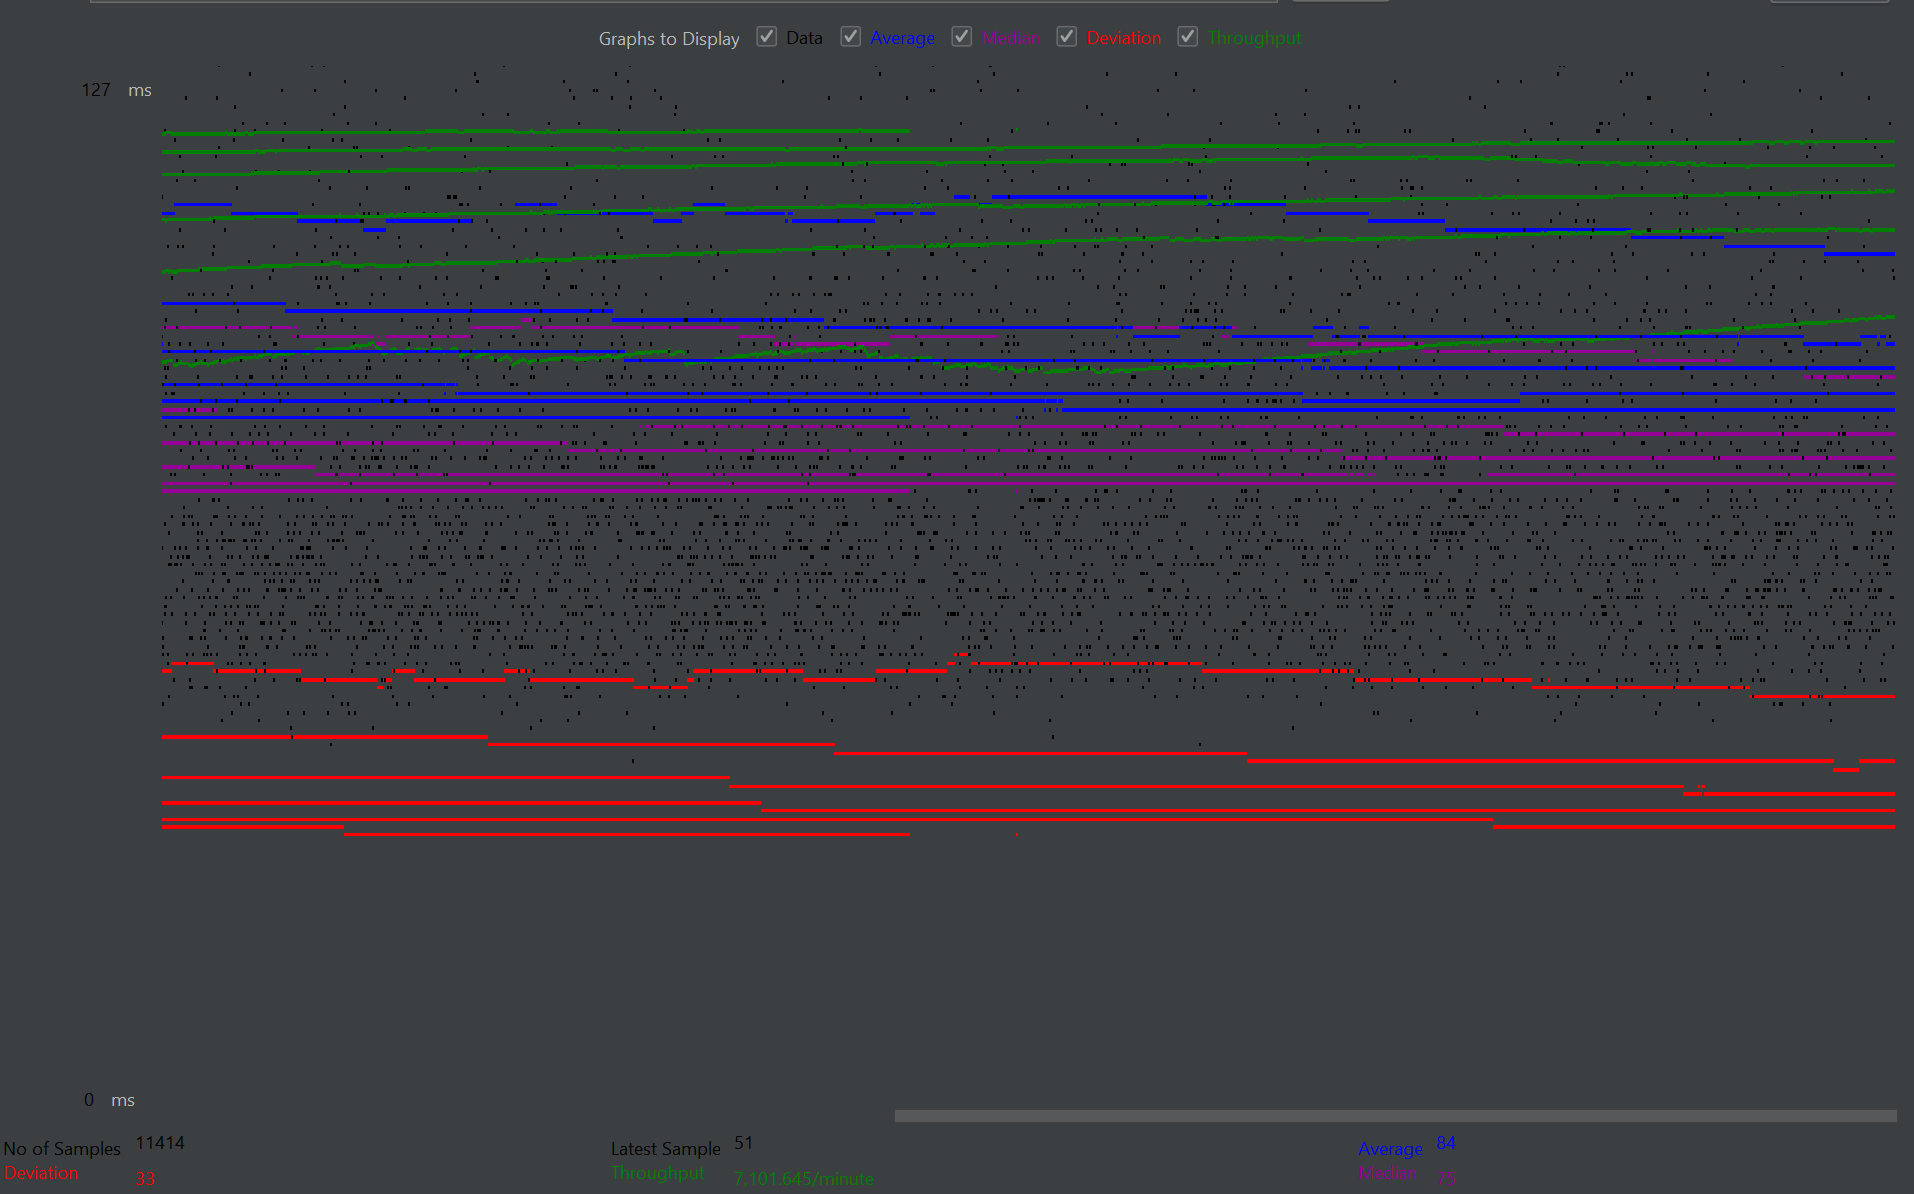 Graphs to Display Data Average Median Deviation Throughput
127 ms
0 ms
No of Samples 11414 Latest Sample 51 Average 84
Deviation 33 Throughput 7,101.645/minute Median 75